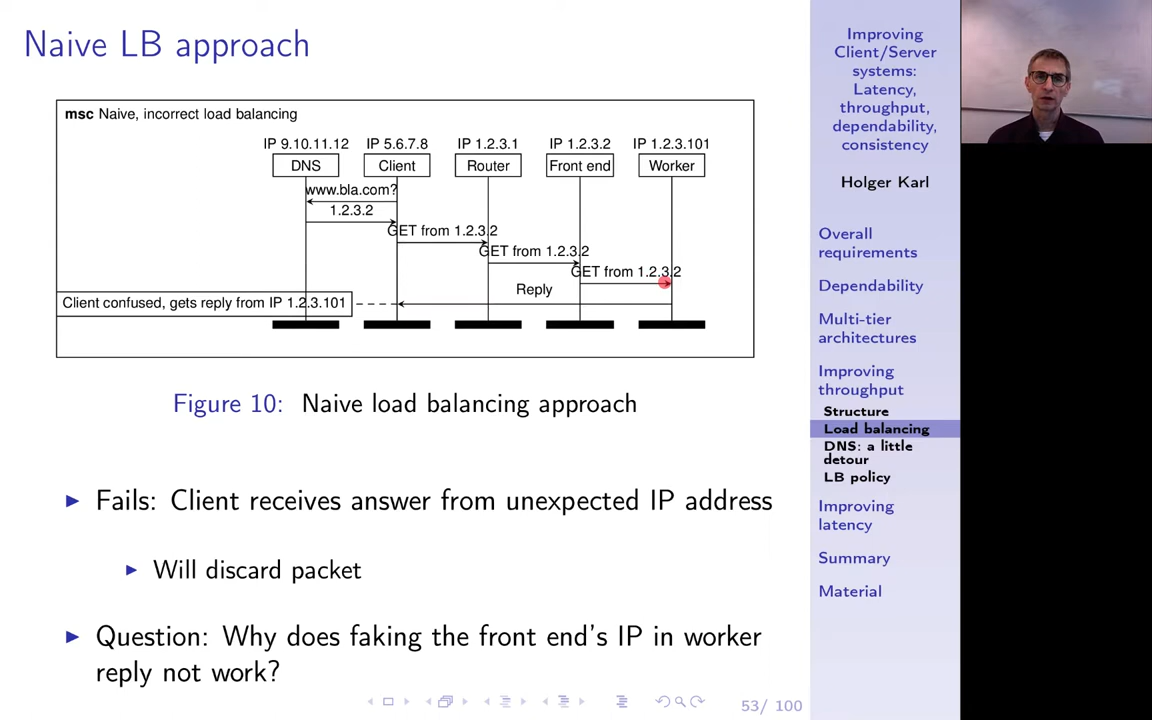 Naive LB approach
msc Naive, incorrect load balancing
IP 9.10.11.12 IP 5.6.7.8 IP 1.2.3.1 IP 1.2.3.2 IP 1.2.3.101
DNS Client Router Front end Worker
www.bla.com?
1.2.3.2
GET from 1.2.3.2
GET from 1.2.3.2
GET from 1.2.3.2
Reply
Client confused, gets reply from IP 1.2.3.101
Figure 10: Naive load balancing approach
Fails: Client receives answer from unexpected IP address
Will discard packet
Question: Why does faking the front end's IP in worker
reply not work?
53/ 100
Improving
Client/Server
systems:
Latency,
throughput,
dependability,
consistency
Holger Karl
Overall
requirements
Dependability
Multi-tier
architectures
Improving
throughput
Structure
Load balancing
DNS: a little
detour
LB policy
Improving
latency
Summary
Material